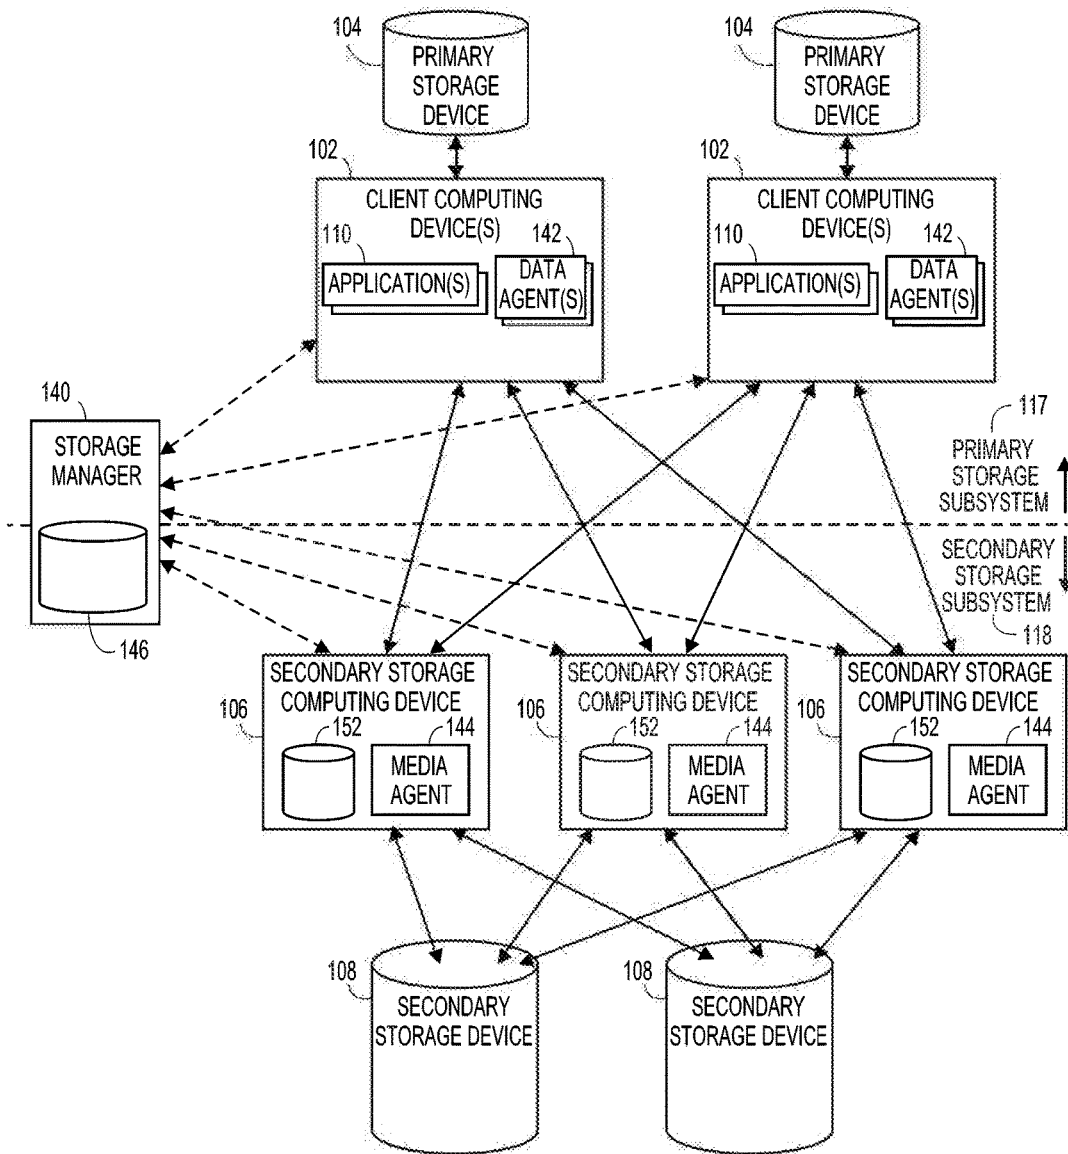 104
PRIMARY
STORAGE
DEVICE
104
PRIMARY
STORAGE
DEVICE
102
CLIENT COMPUTING
DEVICE(S)
110
142
APPLICATION(S)
DATA
AGENT(S)
102
CLIENT COMPUTING
DEVICE(S)
110
142
APPLICATION(S)
DATA
AGENT(S)
140
STORAGE
MANAGER
146
117
PRIMARY
STORAGE
SUBSYSTEM
SECONDARY
STORAGE
SUBSYSTEM
118
SECONDARY STORAGE
COMPUTING DEVICE
106
152
144
MEDIA
AGENT
SECONDARY STORAGE
COMPUTING DEVICE
106
152
144
MEDIA
AGENT
SECONDARY STORAGE
COMPUTING DEVICE
106
152
144
MEDIA
AGENT
108
SECONDARY
STORAGE DEVICE
108
SECONDARY
STORAGE DEVICE